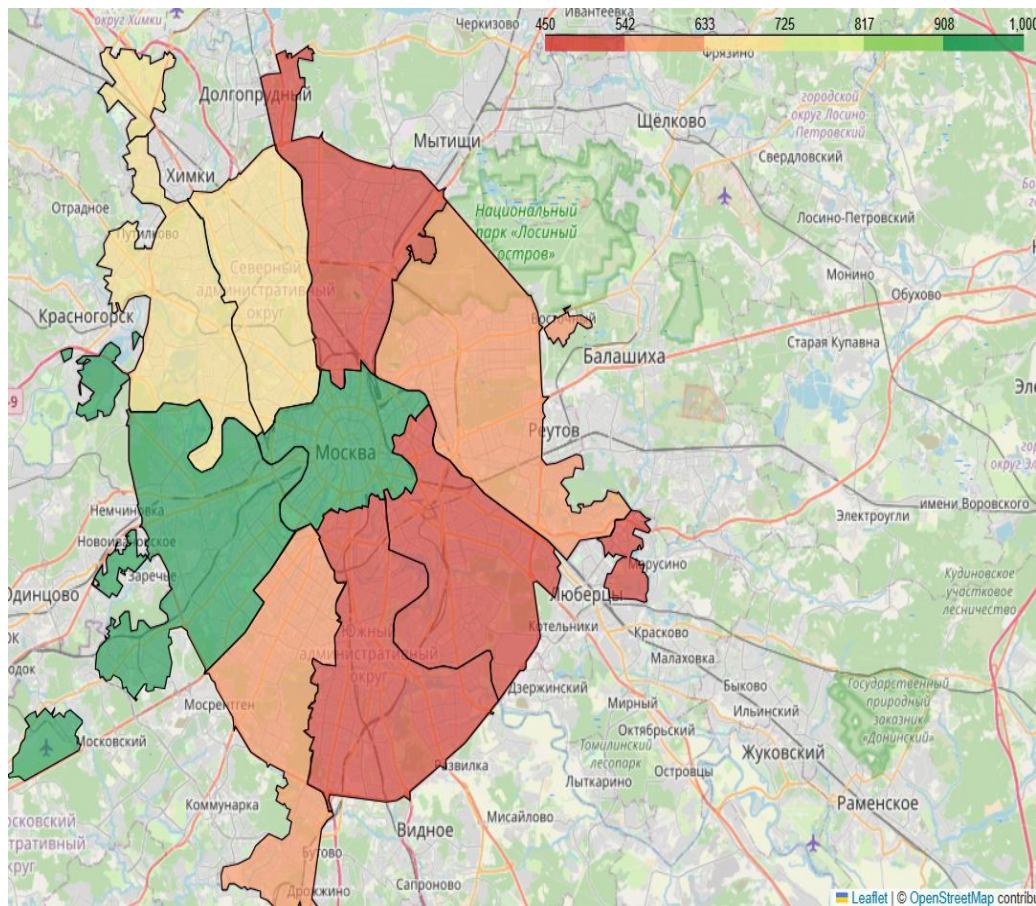 округ Химки
Черкизово
Ивантеевка
450 542 633 725 817 908 1,000
Фрязино
Долгопрудный
городской
округ Лосино-
Петровский
Щёлково
Мытищи
Свердловский
Химки
Отрадное
Национальный
парк «Лосиный
остров»
Лосино-Петровский
Путилково
Северный
административный
округ
Монино
Обухово
Красногорск
Восточный
Старая Купавна
Балашиха
Реутов
Москва
имени Воровского
Электроугли
Немчиновка
Новоивановское
Заречье
Марусино
Одинцово
Люберцы
Кудиновское
участковое
лесничество
Котельники
Красково
Южный
административный
округ
Малаховка
Дзержинский
Быково
Государственный
природный
заказник
«Донинский»
Мосрентген
Мирный
Ильинский
Октябрьский
Московский
Томилинский
лесопарк
Жуковский
Островцы
Развилка
Лыткарино
Коммунарка
Раменское
Мисайлово
Видное
Бутово
Сапроново
Дрожжино
Leaflet | © OpenStreetMap contribu